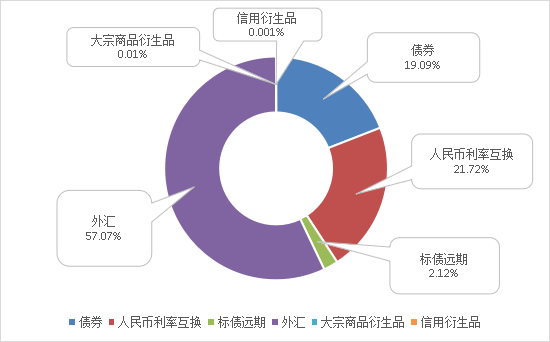 信用衍生品
0.001%
大宗商品衍生品
0.01%
债券
19.09%
人民币利率互换
21.72%
外汇
57.07%
标债远期
2.12%
债券 人民币利率互换 标债远期 外汇 大宗商品衍生品 信用衍生品